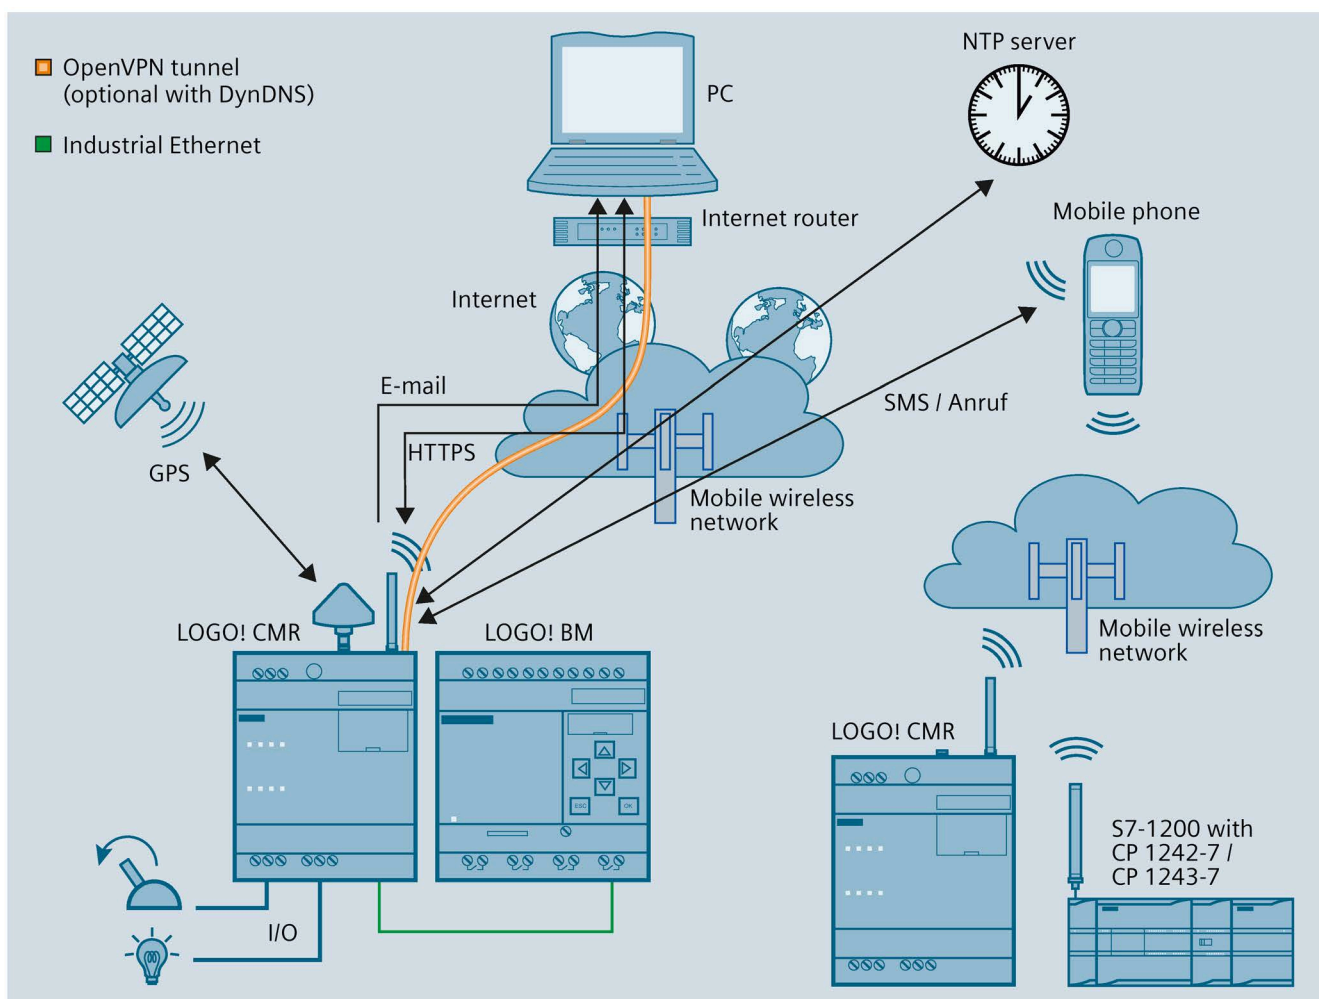 OpenVPN tunnel
(optional with DynDNS)
Industrial Ethernet
PC
NTP server
Internet router
Mobile phone
Internet
E-mail
SMS / Anruf
HTTPS
GPS
Mobile wireless
network
LOGO! CMR
LOGO! BM
ESC
OK
Mobile wireless
network
LOGO! CMR
S7-1200 with
CP 1242-7 /
CP 1243-7
I/O